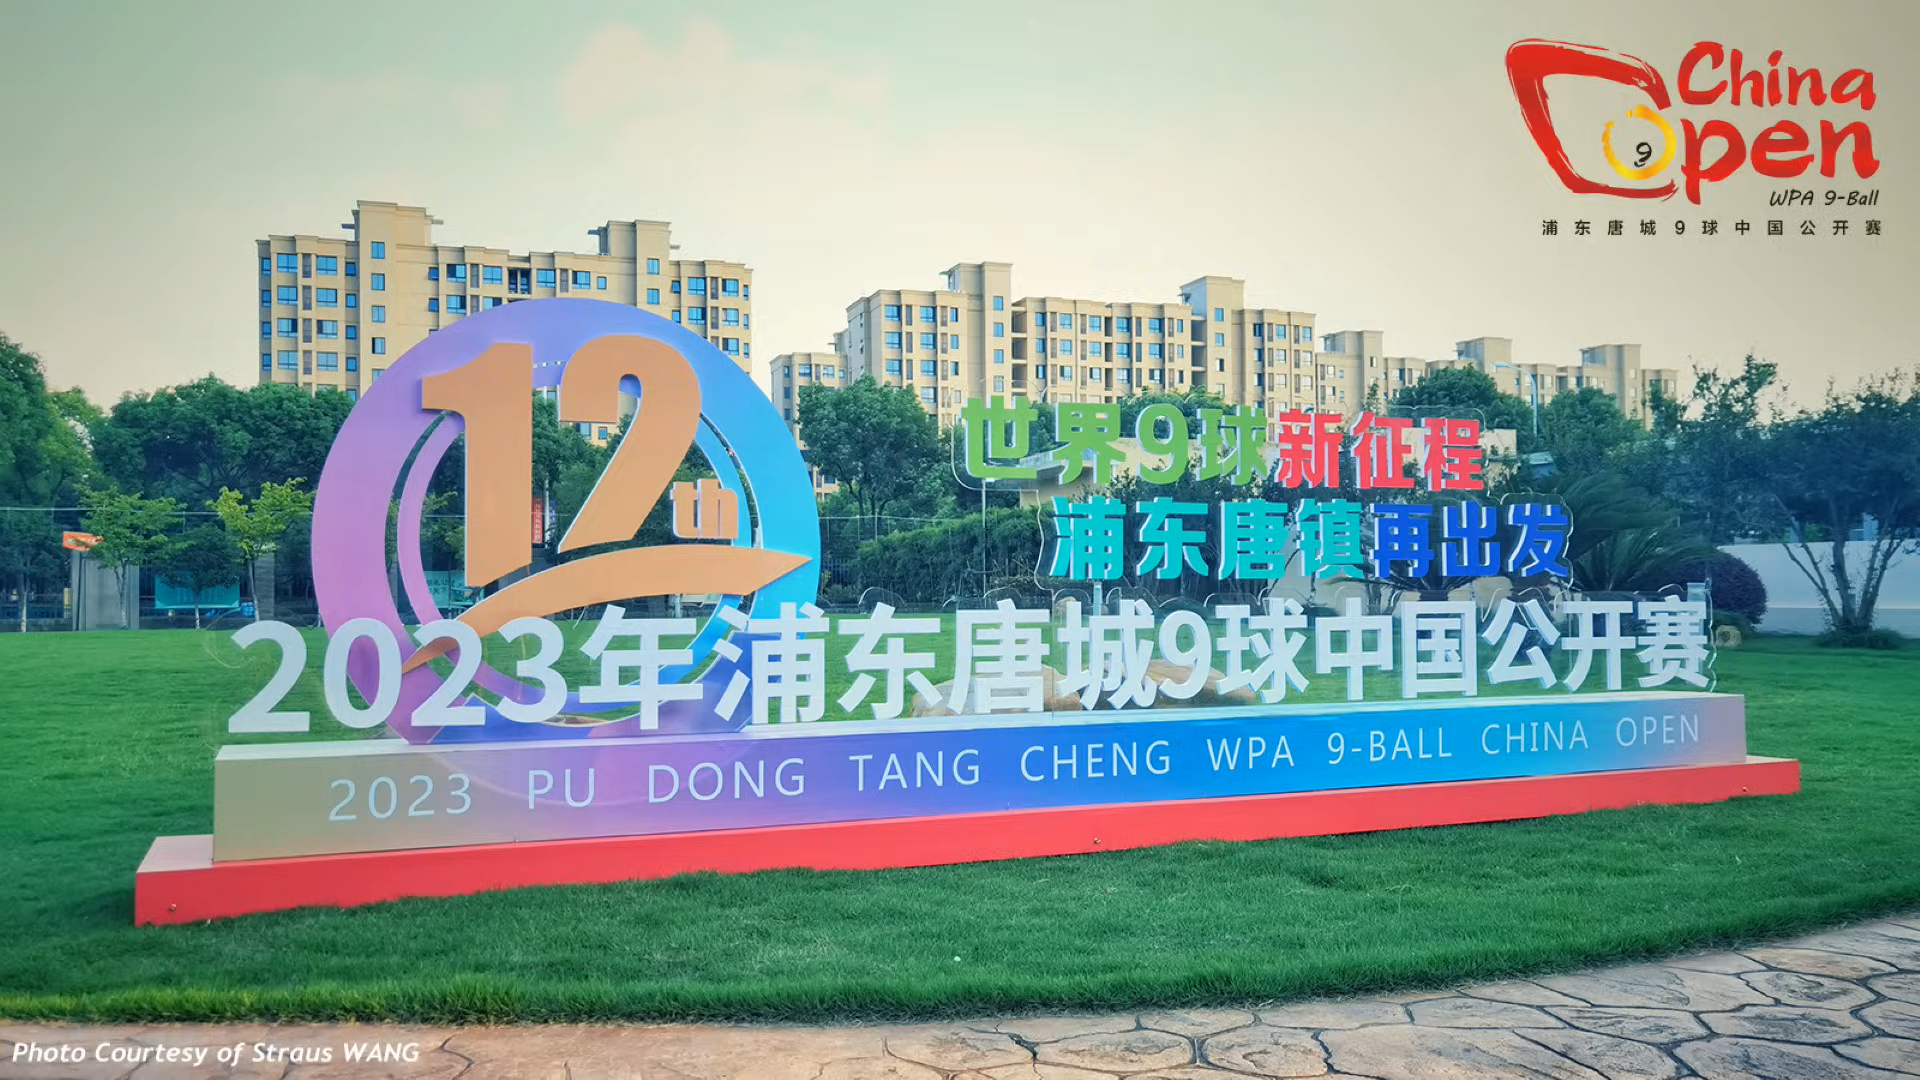 China
Open
9
WPA 9-Ball
浦东唐城9球中国公开赛
12th
世界9球新征程
浦东唐镇再出发
2023年浦东唐城9球中国公开赛
2023 PU DONG TANG CHENG WPA 9-BALL CHINA OPEN
Photo Courtesy of Straus WANG